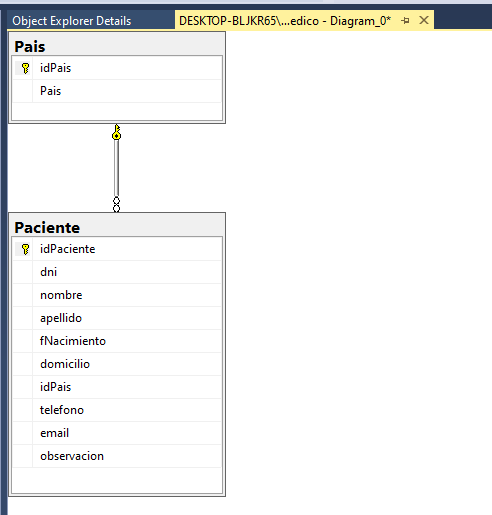 Object Explorer Details
DESKTOP-BLJKR65\...edico - Diagram_0*
Pais
idPais
Pais
Paciente
idPaciente
dni
nombre
apellido
fNacimiento
domicilio
idPais
telefono
email
observacion